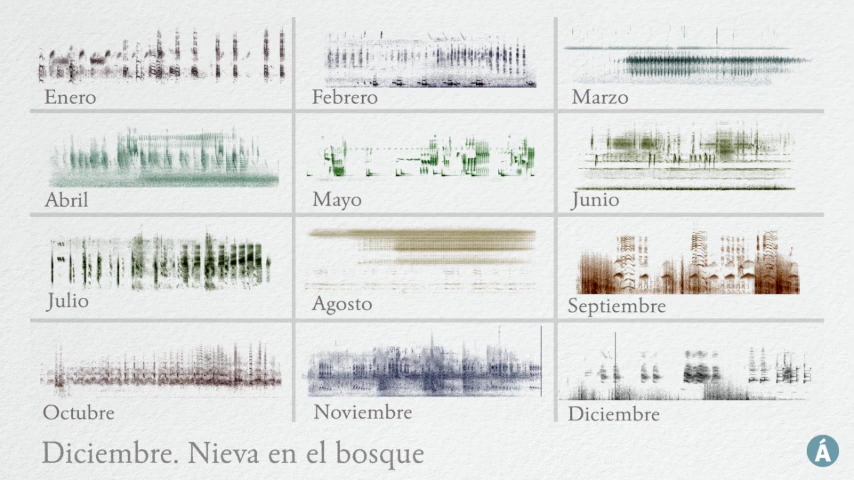 Enero
Febrero
Marzo
Abril
Mayo
Junio
Julio
Agosto
Septiembre
Octubre
Noviembre
Diciembre
Diciembre. Nieva en el bosque
Á